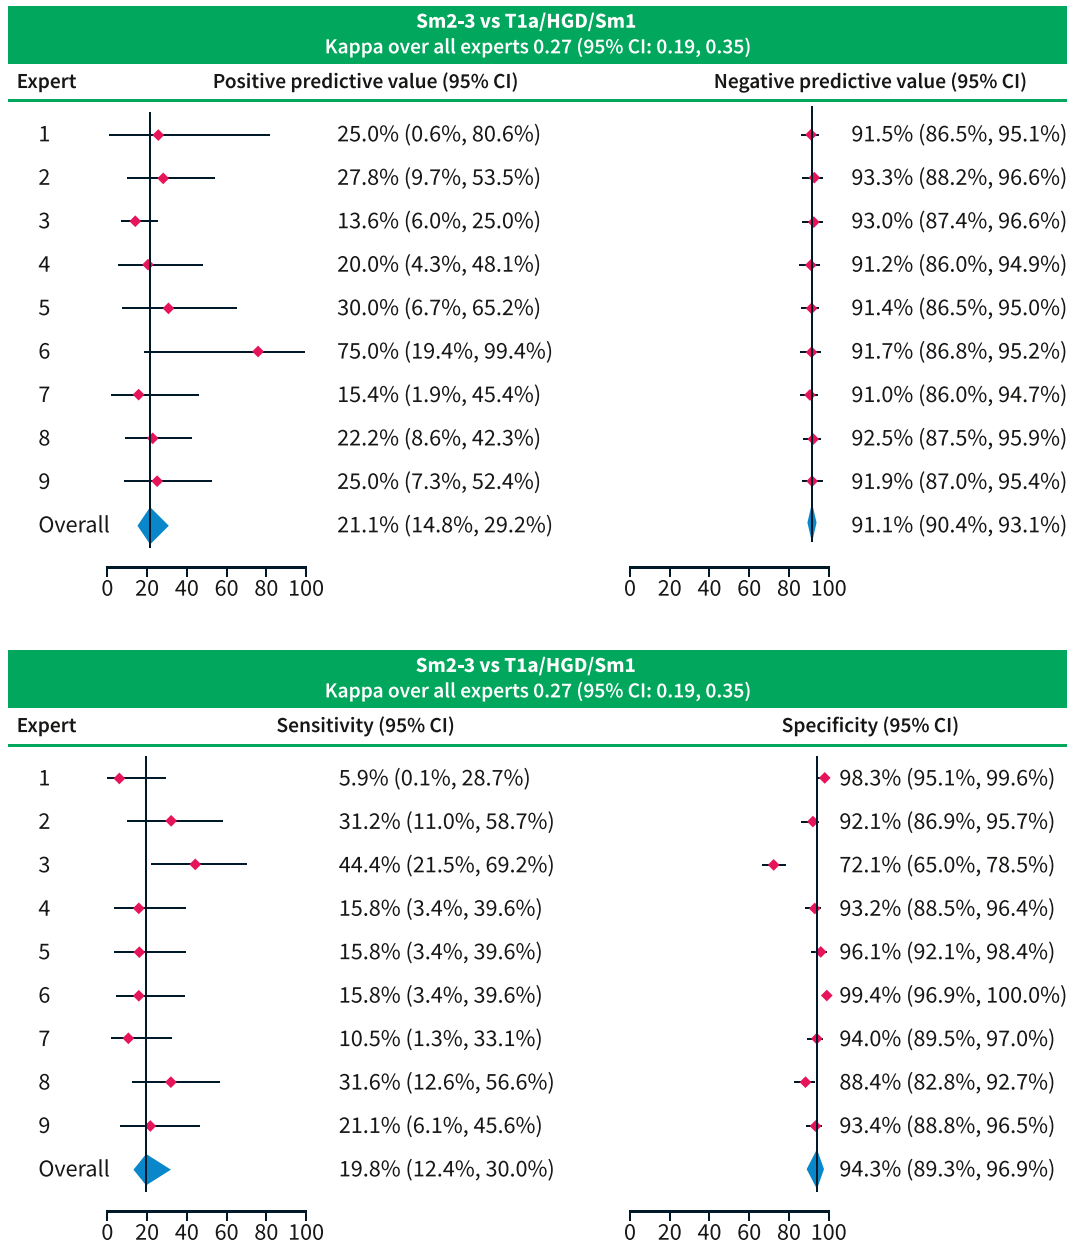 Sm2-3 vs T1a/HGD/Sm1
Kappa over all experts 0.27 (95% CI: 0.19, 0.35)
Expert Positive predictive value (95% CI) Negative predictive value (95% CI)
1 25.0% (0.6%, 80.6%) 91.5% (86.5%, 95.1%)
2 27.8% (9.7%, 53.5%) 93.3% (88.2%, 96.6%)
3 13.6% (6.0%, 25.0%) 93.0% (87.4%, 96.6%)
4 20.0% (4.3%, 48.1%) 91.2% (86.0%, 94.9%)
5 30.0% (6.7%, 65.2%) 91.4% (86.5%, 95.0%)
6 75.0% (19.4%, 99.4%) 91.7% (86.8%, 95.2%)
7 15.4% (1.9%, 45.4%) 91.0% (86.0%, 94.7%)
8 22.2% (8.6%, 42.3%) 92.5% (87.5%, 95.9%)
9 25.0% (7.3%, 52.4%) 91.9% (87.0%, 95.4%)
Overall 21.1% (14.8%, 29.2%) 91.1% (90.4%, 93.1%)
0 20 40 60 80 100 0 20 40 60 80 100
Sm2-3 vs T1a/HGD/Sm1
Kappa over all experts 0.27 (95% CI: 0.19, 0.35)
Expert Sensitivity (95% CI) Specificity (95% CI)
1 5.9% (0.1%, 28.7%) 98.3% (95.1%, 99.6%)
2 31.2% (11.0%, 58.7%) 92.1% (86.9%, 95.7%)
3 44.4% (21.5%, 69.2%) 72.1% (65.0%, 78.5%)
4 15.8% (3.4%, 39.6%) 93.2% (88.5%, 96.4%)
5 15.8% (3.4%, 39.6%) 96.1% (92.1%, 98.4%)
6 15.8% (3.4%, 39.6%) 99.4% (96.9%, 100.0%)
7 10.5% (1.3%, 33.1%) 94.0% (89.5%, 97.0%)
8 31.6% (12.6%, 56.6%) 88.4% (82.8%, 92.7%)
9 21.1% (6.1%, 45.6%) 93.4% (88.8%, 96.5%)
Overall 19.8% (12.4%, 30.0%) 94.3% (89.3%, 96.9%)
0 20 40 60 80 100 0 20 40 60 80 100